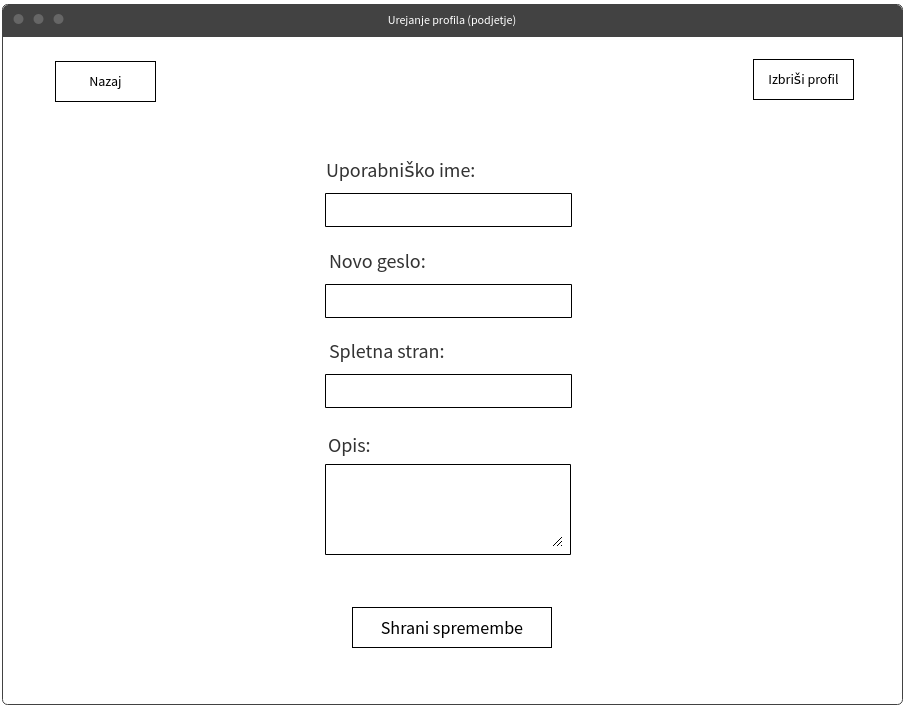 Urejanje profila (podjetje)
Nazaj
Izbriši profil
Uporabniško ime:
Novo geslo:
Spletna stran:
Opis:
Shrani spremembe